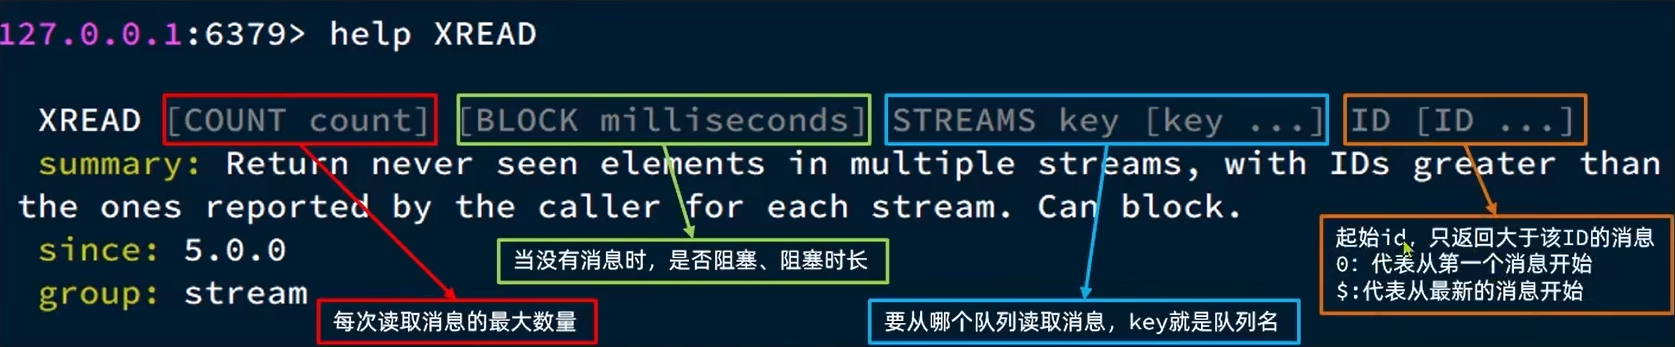 127.0.0.1:6379> help XREAD
XREAD [COUNT count] [BLOCK milliseconds] STREAMS key [key ...] ID [ID ...]
summary: Return never seen elements in multiple streams, with IDs greater than
the ones reported by the caller for each stream. Can block.
since: 5.0.0
group: stream
每次读取消息的最大数量
当没有消息时，是否阻塞、阻塞时长
要从哪个队列读取消息，key就是队列名
起始id，只返回大于该ID的消息
0：代表从第一个消息开始
$:代表从最新的消息开始